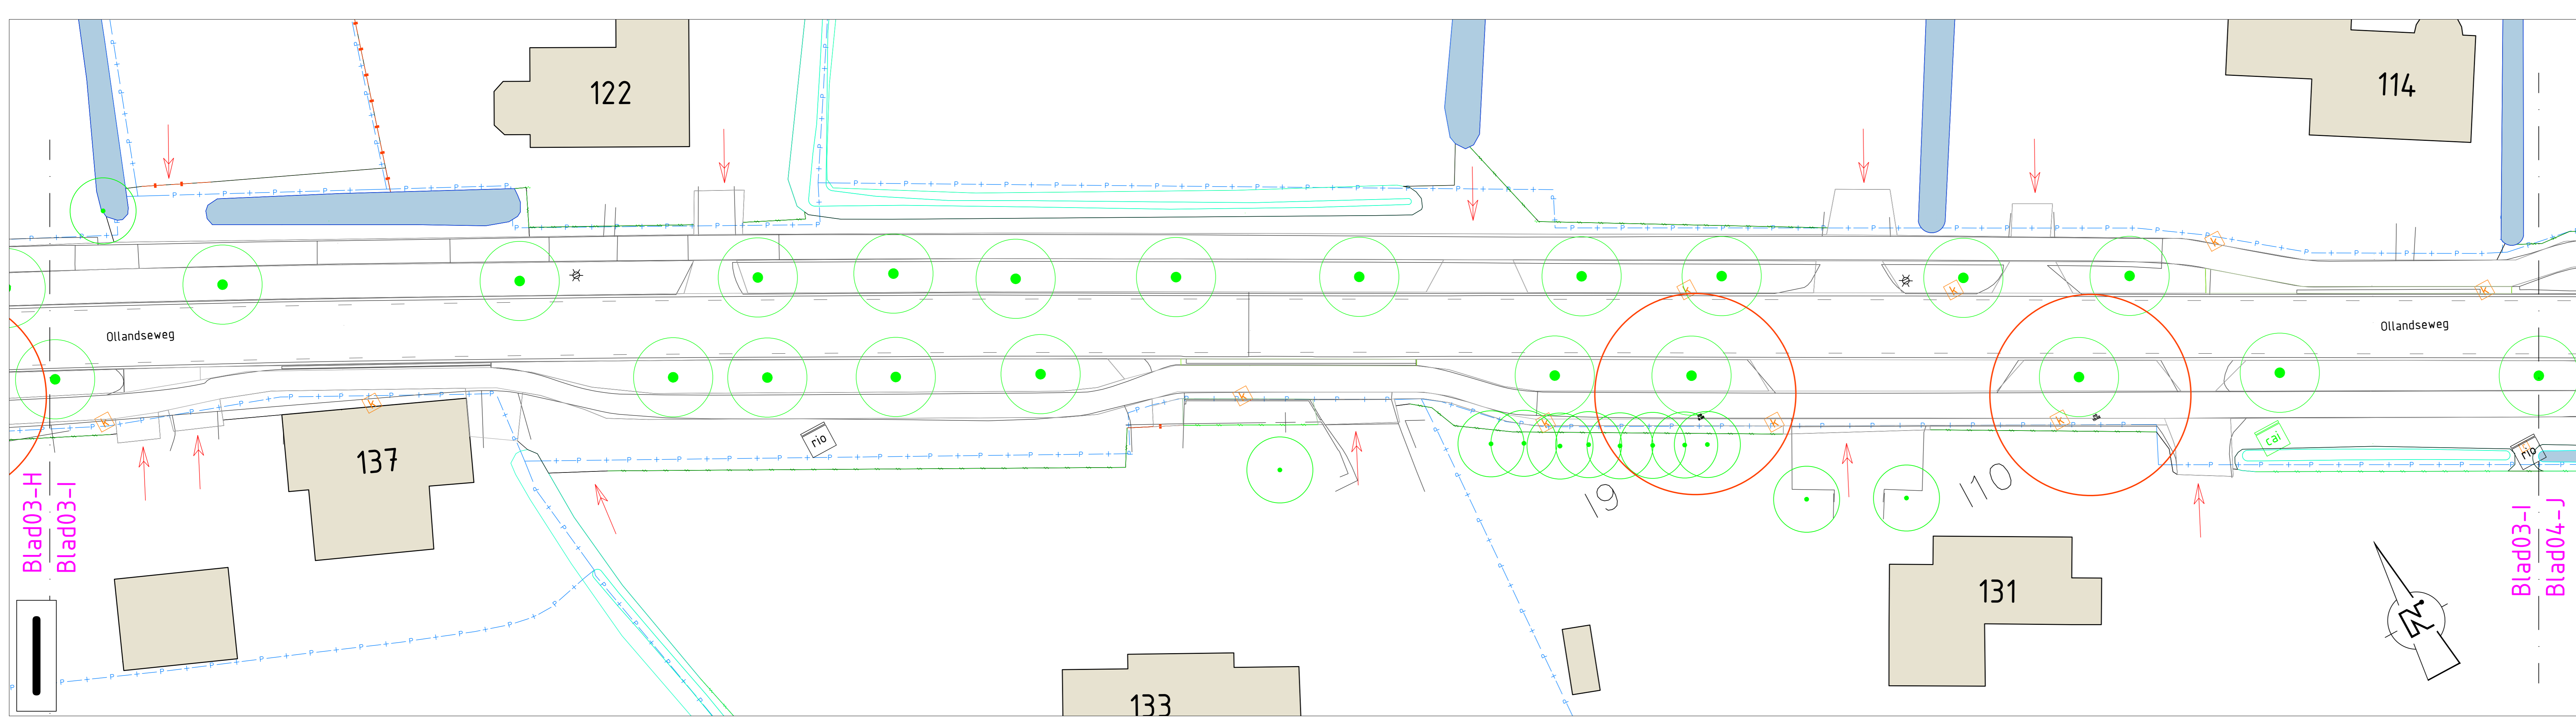 122
114
Ollandseweg
Ollandseweg
k
k
k
k
k
k
k
k
k
k
k
137
rio
cai
rio
19
110
Blad03-H
Blad03-I
Blad03-I
Blad04-J
131
133